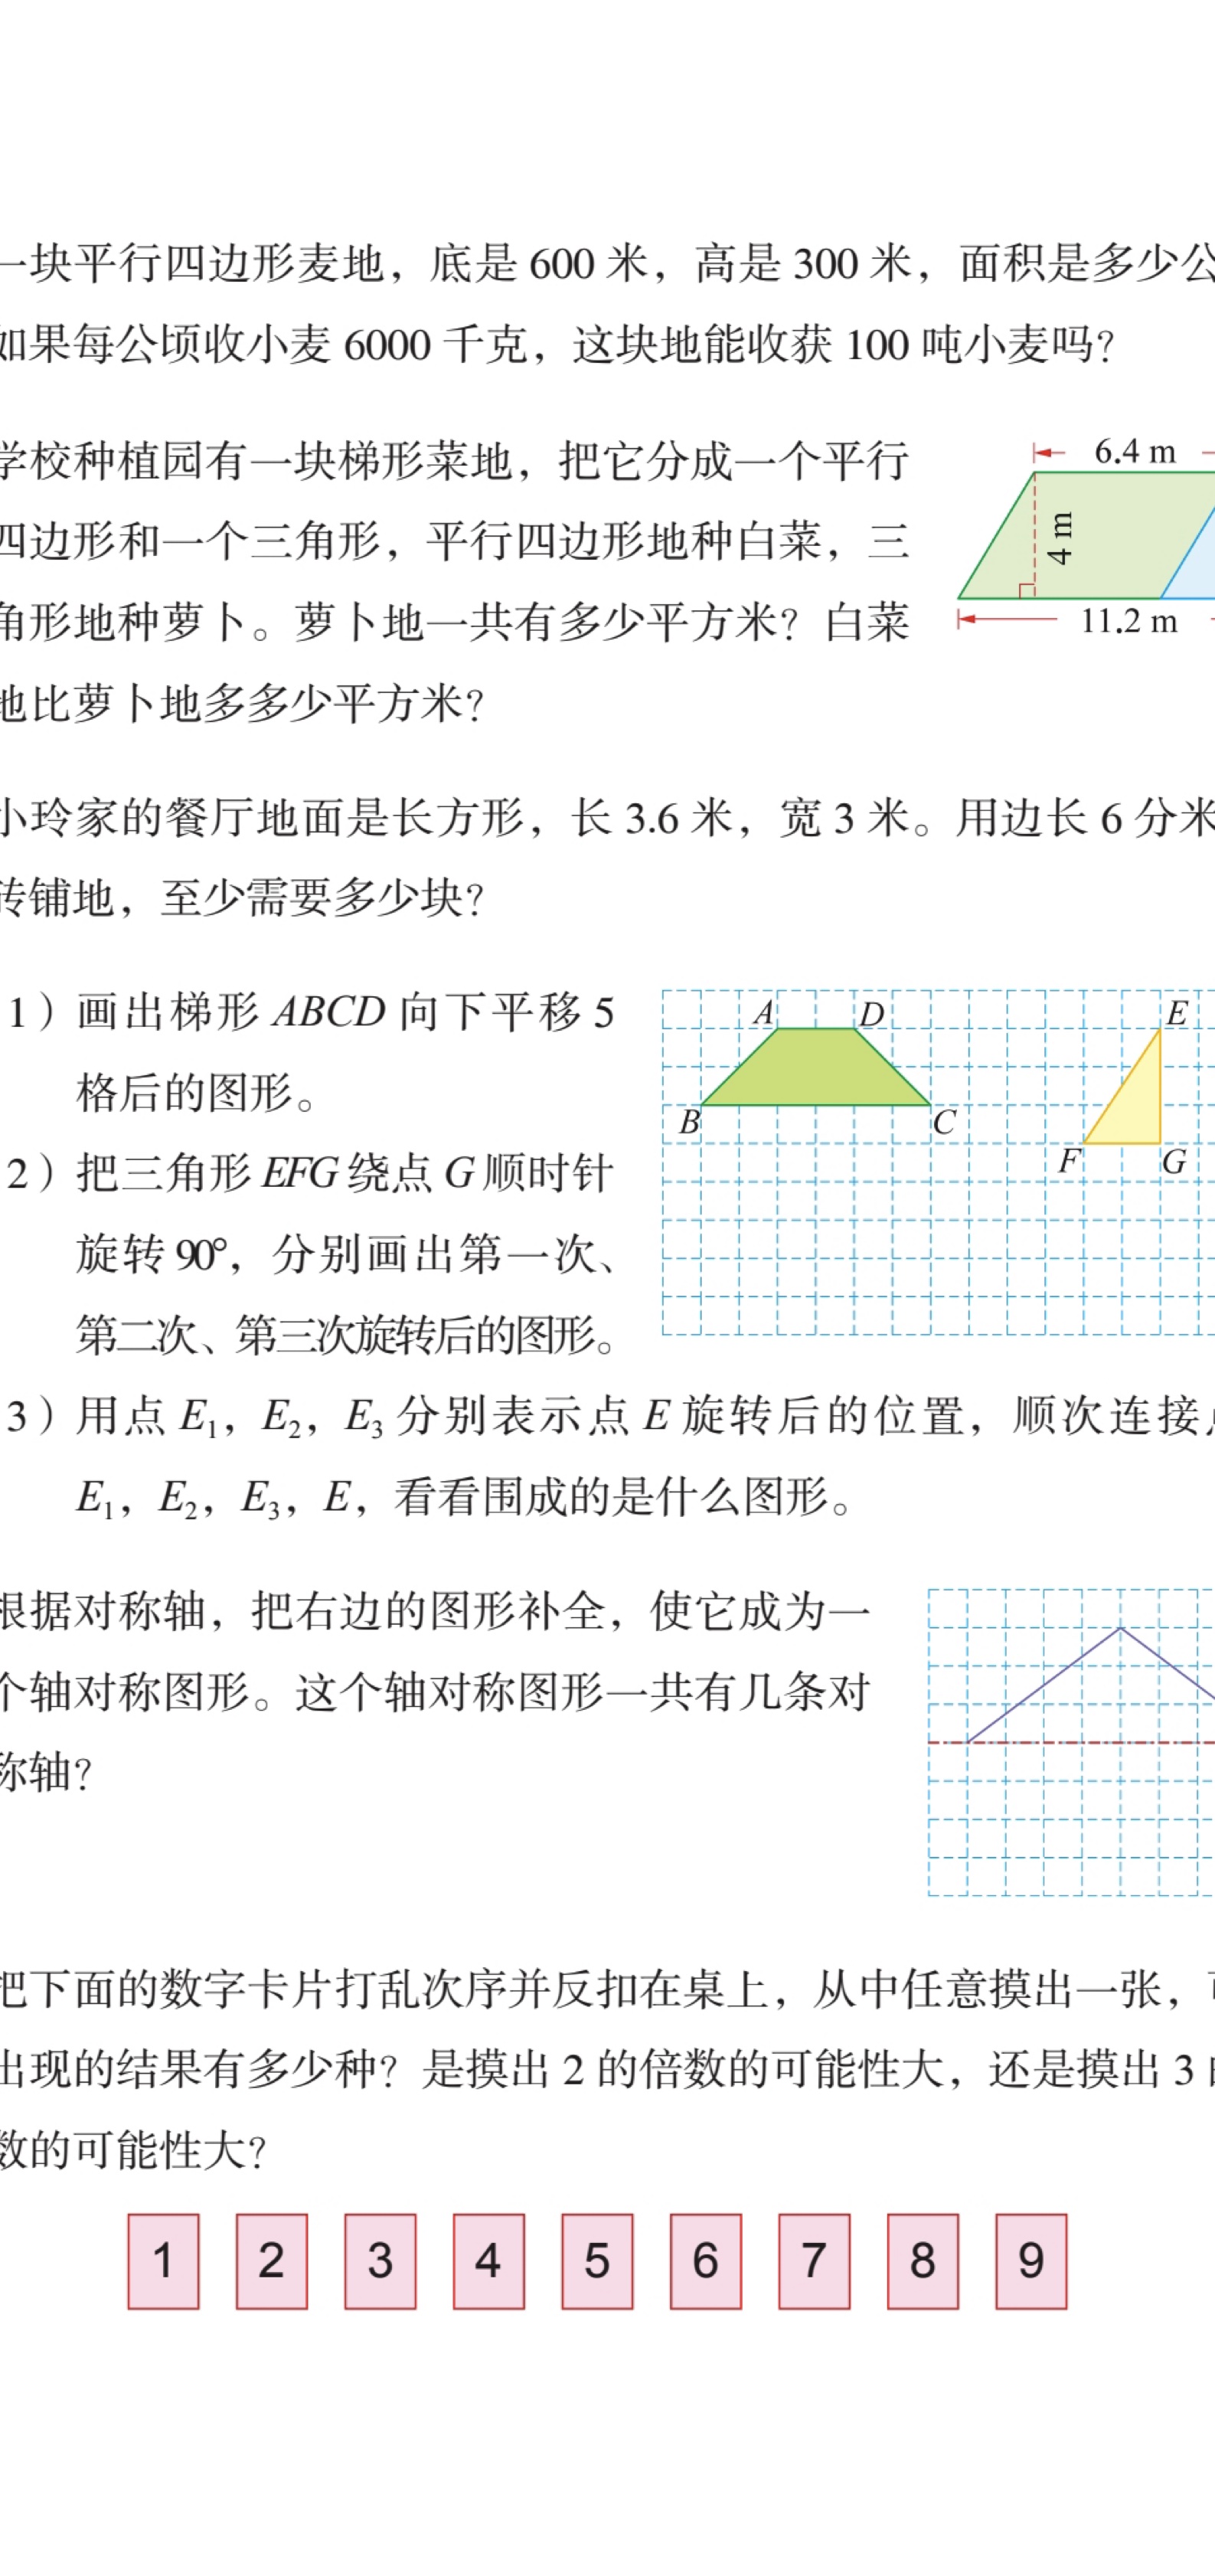 一块平行四边形麦地，底是 600 米，高是 300 米，面积是多少公
如果每公顷收小麦 6000 千克，这块地能收获 100 吨小麦吗？
学校种植园有一块梯形菜地，把它分成一个平行
四边形和一个三角形，平行四边形地种白菜，三
角形地种萝卜。萝卜地一共有多少平方米？白菜
地比萝卜地多多少平方米？
6.4 m
4 m
11.2 m
小玲家的餐厅地面是长方形，长 3.6 米，宽 3 米。用边长 6 分米
砖铺地，至少需要多少块？
1）画出梯形 ABCD 向下平移 5
格后的图形。
2）把三角形 EFG 绕点 G 顺时针
旋转 90°，分别画出第一次、
第二次、第三次旋转后的图形。
A D E
B C
F G
3）用点 E₁，E₂，E₃ 分别表示点 E 旋转后的位置，顺次连接
E₁，E₂，E₃，E，看看围成的是什么图形。
根据对称轴，把右边的图形补全，使它成为一
个轴对称图形。这个轴对称图形一共有几条对
称轴？
把下面的数字卡片打乱次序并反扣在桌上，从中任意摸出一张，
出现的结果有多少种？是摸出 2 的倍数的可能性大，还是摸出 3
数的可能性大？
1 2 3 4 5 6 7 8 9